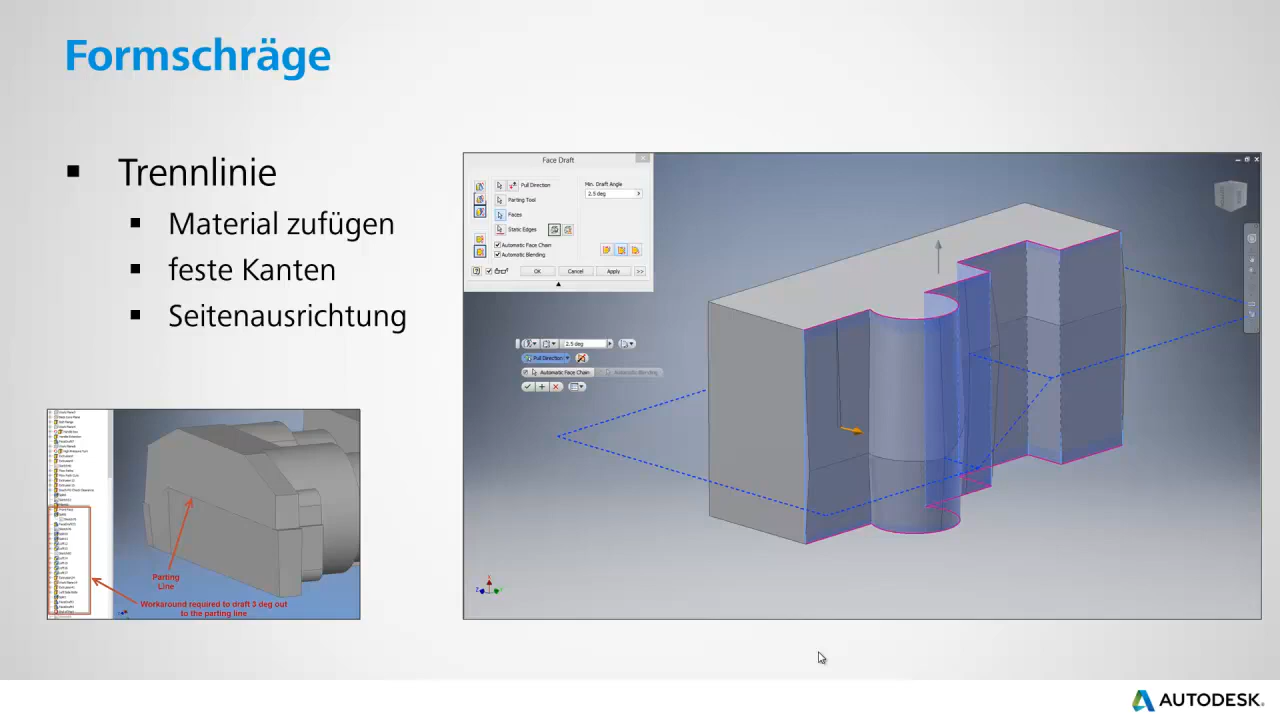 Formschräge
Trennlinie
Material zufügen
feste Kanten
Seitenausrichtung
Face Draft
Pull Direction
Parting Tool
Faces
Static Edges
Automatic Face Chain
Automatic Blending
Min. Draft Angle
2.5 deg
OK
Cancel
Apply
>>
2.5 deg
Pull Direction
Automatic Face Chain
Automatic Blending
Parting
Line
Workaround required to draft 3 deg out
to the parting line
AUTODESK